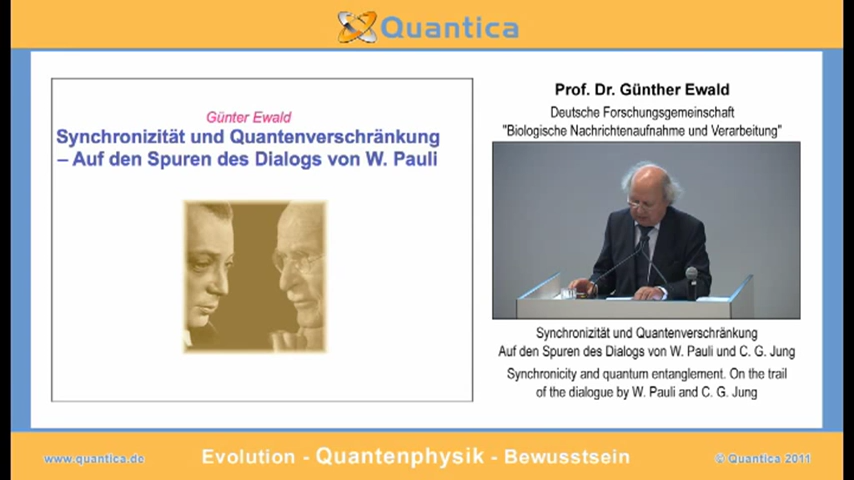 Quantica
Günter Ewald
Synchronizität und Quantenverschränkung
– Auf den Spuren des Dialogs von W. Pauli
Prof. Dr. Günther Ewald
Deutsche Forschungsgemeinschaft
"Biologische Nachrichtenaufnahme und Verarbeitung"
Synchronizität und Quantenverschränkung
Auf den Spuren des Dialogs von W. Pauli und C. G. Jung
Synchronicity and quantum entanglement. On the trail
of the dialogue by W. Pauli and C. G. Jung
www.quantica.de
Evolution - Quantenphysik - Bewusstsein
© Quantica 2011